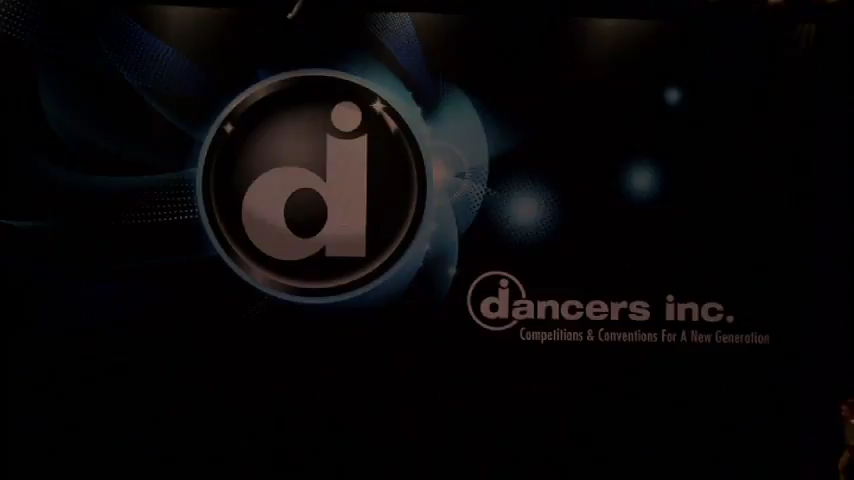 di
dancers inc.
Competitions & Conventions For A New Generation